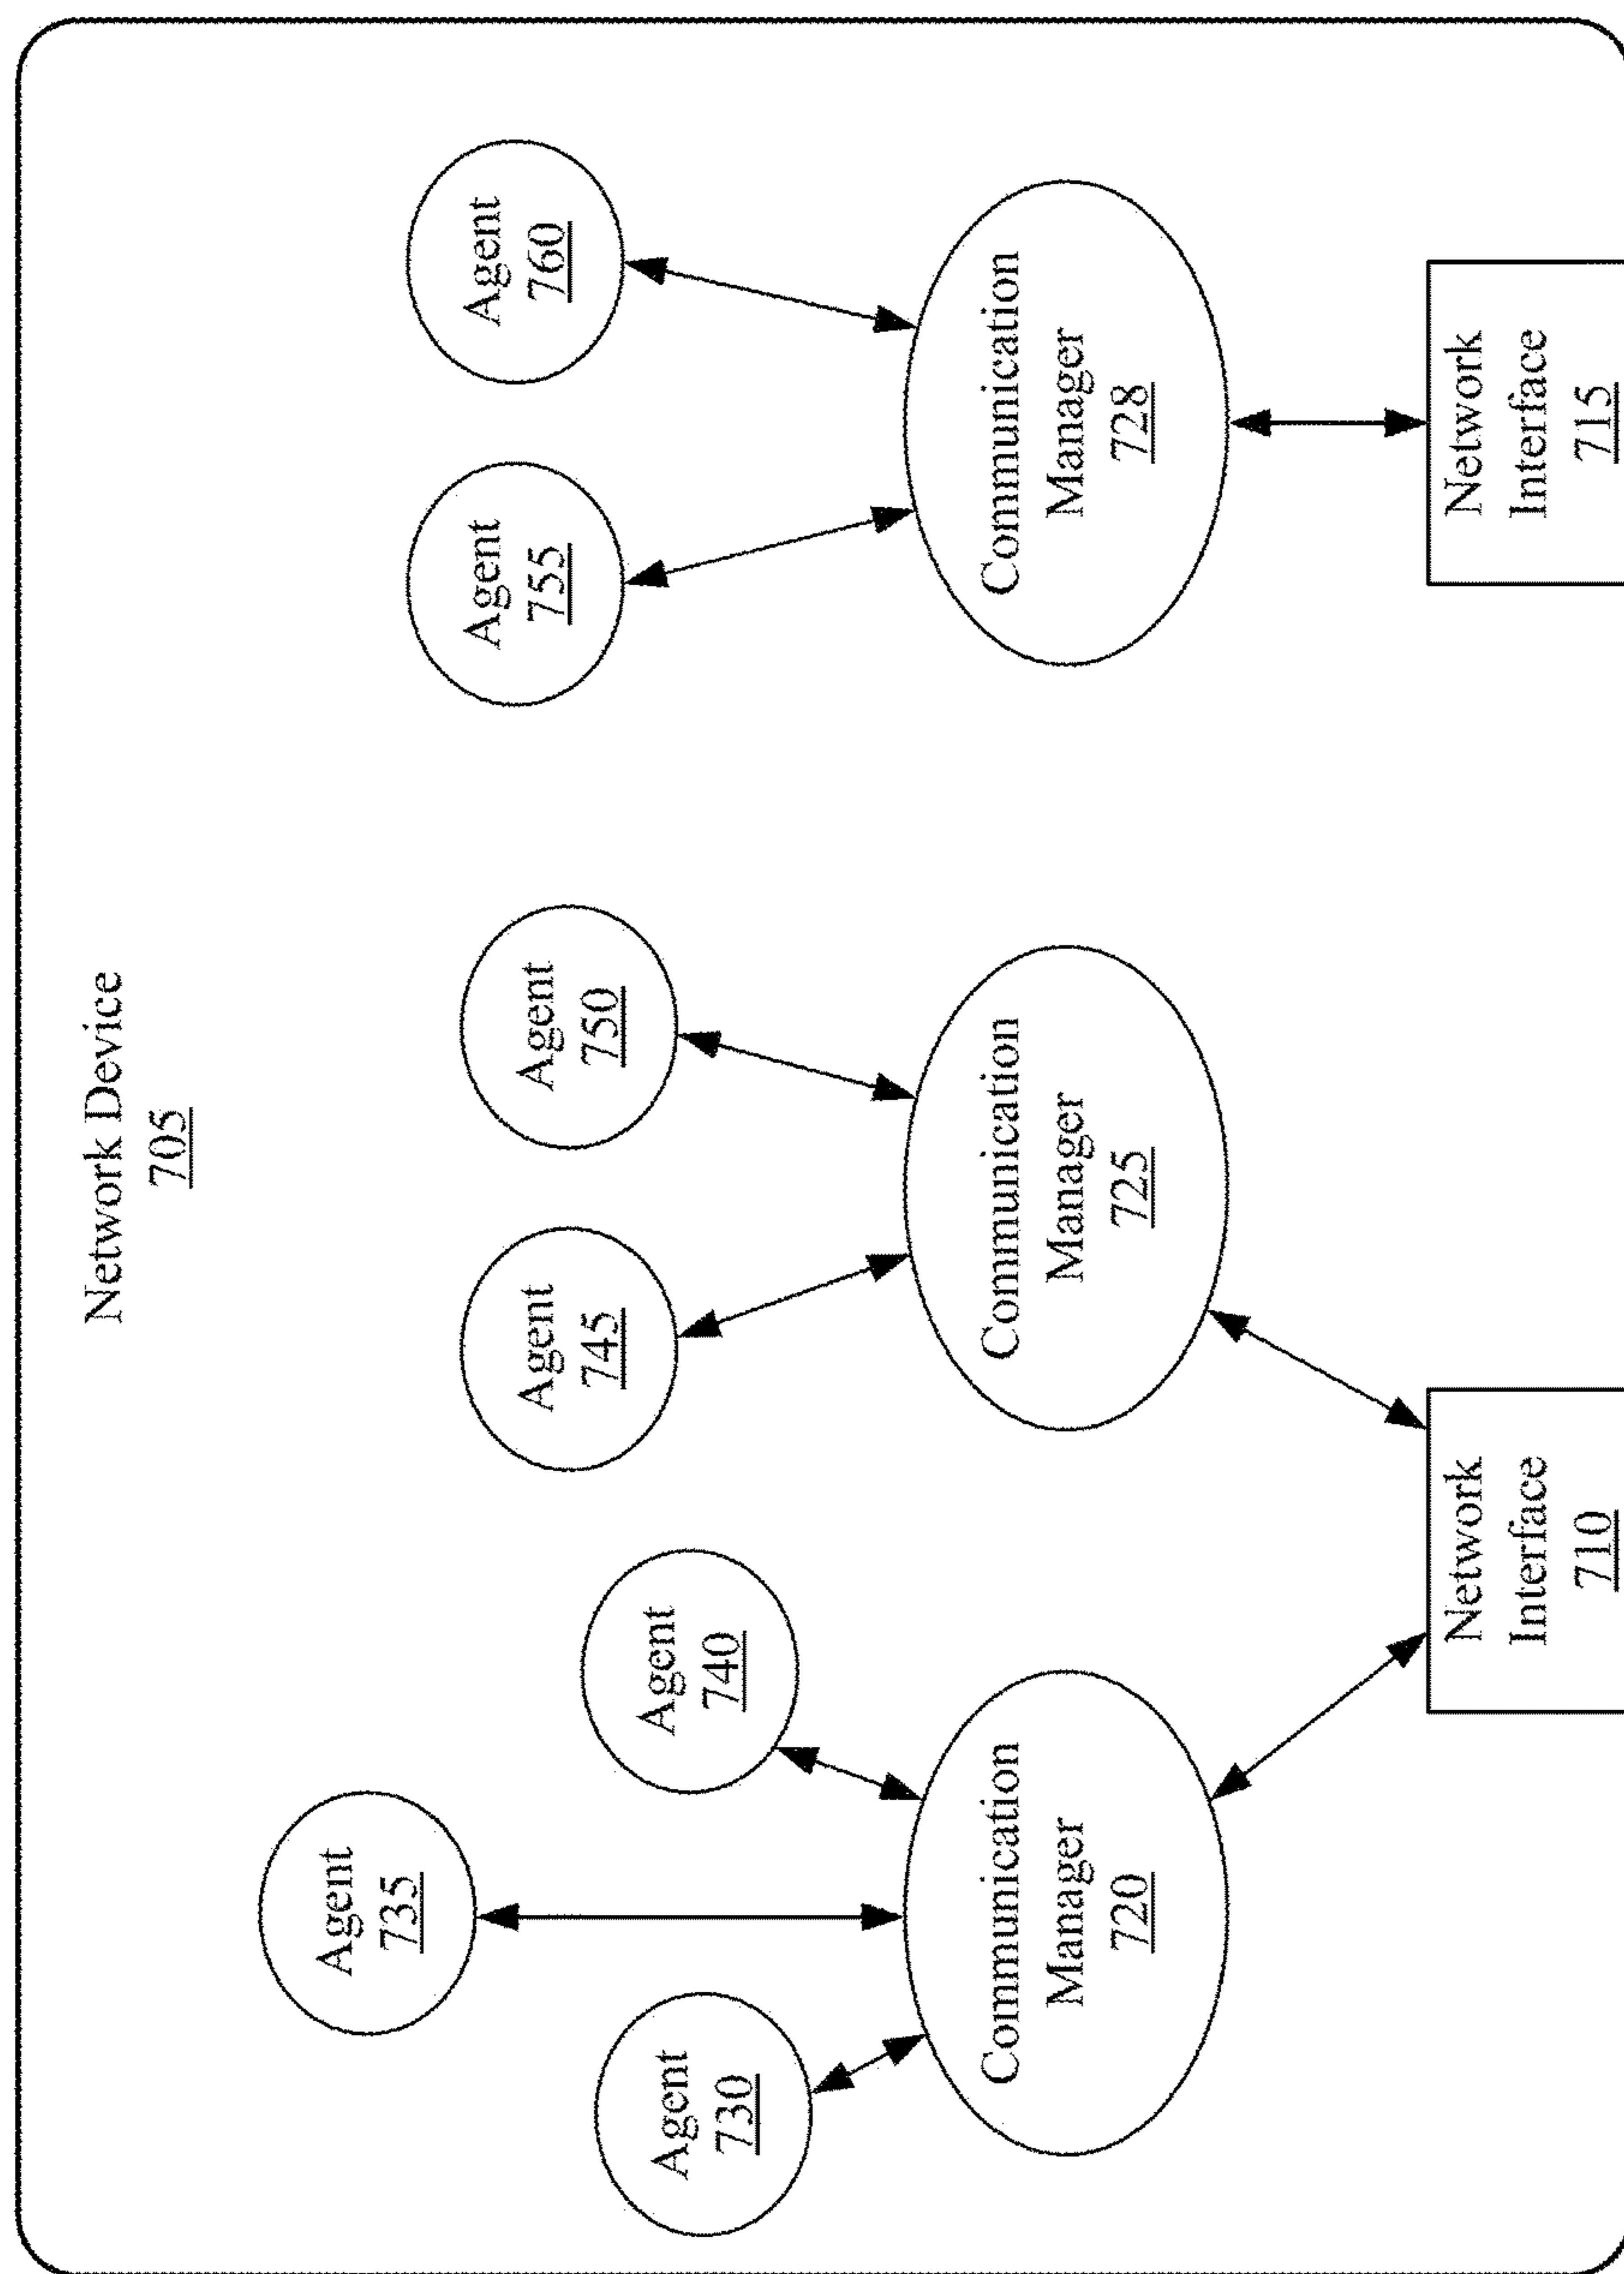 Network Device
705
Agent
735
Agent
730
Agent
740
Agent
745
Agent
750
Agent
755
Agent
760
Communication
Manager
720
Communication
Manager
725
Communication
Manager
728
Network
Interface
710
Network
Interface
715